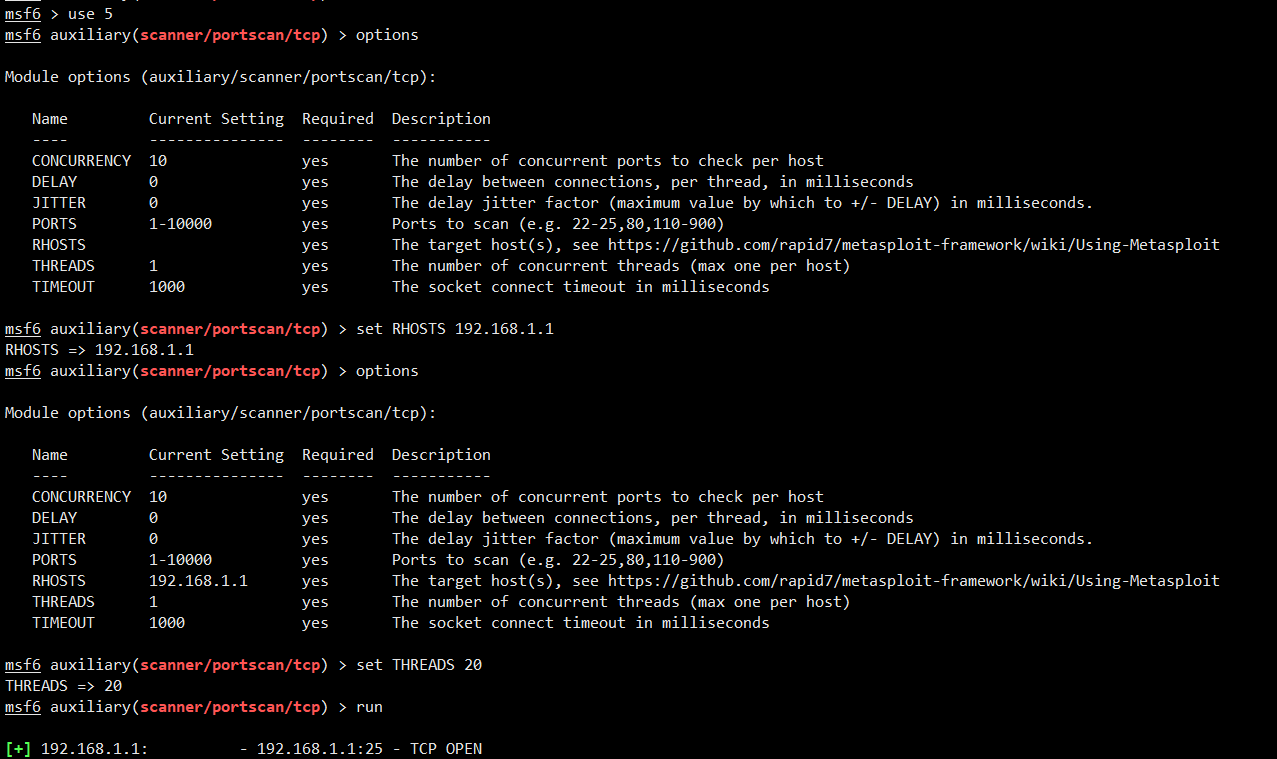 msf6 > use 5
msf6 auxiliary(scanner/portscan/tcp) > options
Module options (auxiliary/scanner/portscan/tcp):
Name Current Setting Required Description
---- --------------- -------- -----------
CONCURRENCY 10 yes The number of concurrent ports to check per host
DELAY 0 yes The delay between connections, per thread, in milliseconds
JITTER 0 yes The delay jitter factor (maximum value by which to +/- DELAY) in milliseconds.
PORTS 1-10000 yes Ports to scan (e.g. 22-25,80,110-900)
RHOSTS yes The target host(s), see https://github.com/rapid7/metasploit-framework/wiki/Using-Metasploit
THREADS 1 yes The number of concurrent threads (max one per host)
TIMEOUT 1000 yes The socket connect timeout in milliseconds
msf6 auxiliary(scanner/portscan/tcp) > set RHOSTS 192.168.1.1
RHOSTS => 192.168.1.1
msf6 auxiliary(scanner/portscan/tcp) > options
Module options (auxiliary/scanner/portscan/tcp):
Name Current Setting Required Description
---- --------------- -------- -----------
CONCURRENCY 10 yes The number of concurrent ports to check per host
DELAY 0 yes The delay between connections, per thread, in milliseconds
JITTER 0 yes The delay jitter factor (maximum value by which to +/- DELAY) in milliseconds.
PORTS 1-10000 yes Ports to scan (e.g. 22-25,80,110-900)
RHOSTS 192.168.1.1 yes The target host(s), see https://github.com/rapid7/metasploit-framework/wiki/Using-Metasploit
THREADS 1 yes The number of concurrent threads (max one per host)
TIMEOUT 1000 yes The socket connect timeout in milliseconds
msf6 auxiliary(scanner/portscan/tcp) > set THREADS 20
THREADS => 20
msf6 auxiliary(scanner/portscan/tcp) > run
[+] 192.168.1.1: - 192.168.1.1:25 - TCP OPEN